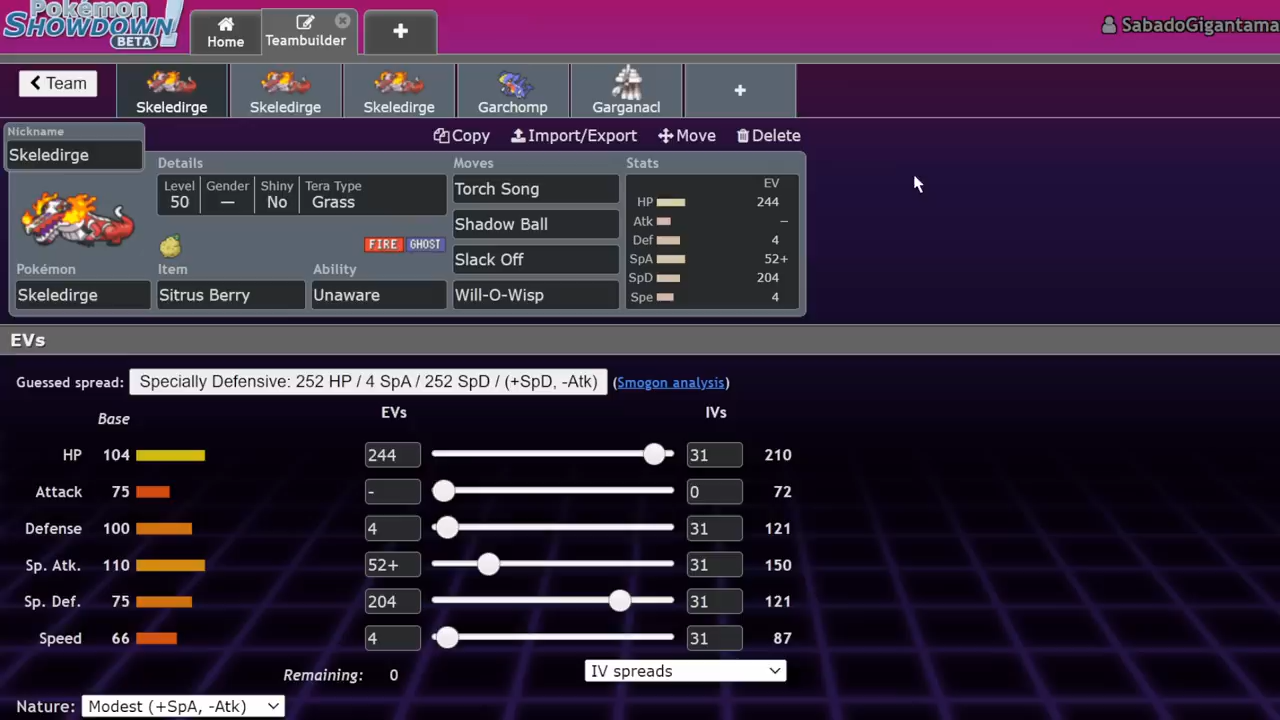 Pokémon
SHOWDOWN!
BETA
Home
Teambuilder
+
SabadoGigantama
Team
Skeledirge
Skeledirge
Skeledirge
Garchomp
Garganacl
+
Nickname
Skeledirge
Copy
Import/Export
Move
Delete
Details
Level
50
Gender
—
Shiny
No
Tera Type
Grass
FIRE GHOST
Pokémon
Skeledirge
Item
Sitrus Berry
Ability
Unaware
Moves
Torch Song
Shadow Ball
Slack Off
Will-O-Wisp
Stats
EV
HP 244
Atk –
Def 4
SpA 52+
SpD 204
Spe 4
EVs
Guessed spread: Specially Defensive: 252 HP / 4 SpA / 252 SpD / (+SpD, -Atk) (Smogon analysis)
Base EVs IVs
HP 104 244 31 210
Attack 75 - 0 72
Defense 100 4 31 121
Sp. Atk. 110 52+ 31 150
Sp. Def. 75 204 31 121
Speed 66 4 31 87
Remaining: 0 IV spreads
Nature: Modest (+SpA, -Atk)